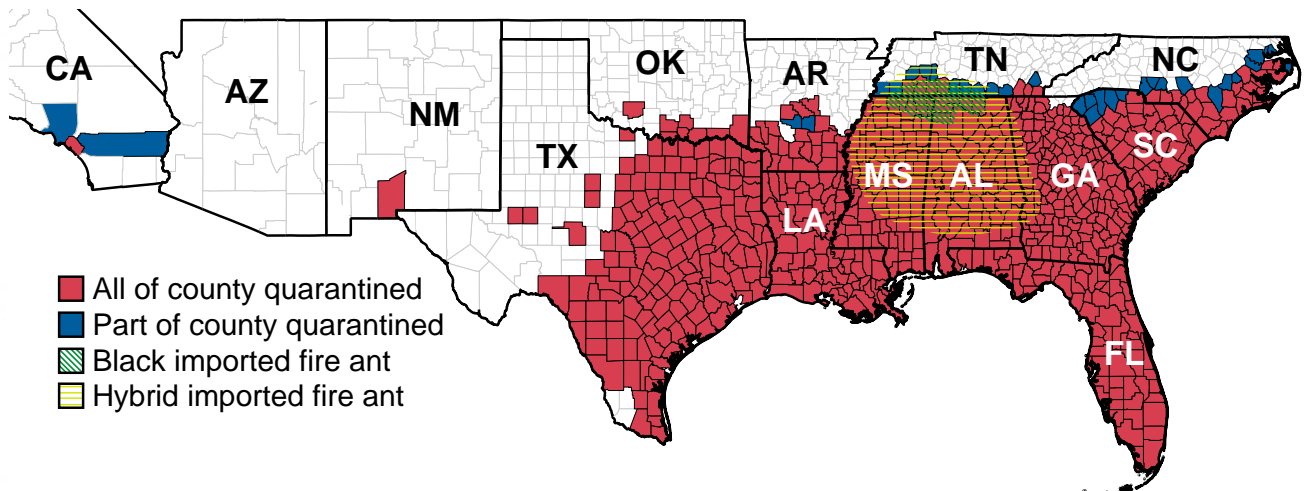 CA
AZ
NM
OK
TX
AR
TN
NC
SC
MS
AL
GA
LA
FL
All of county quarantined
Part of county quarantined
Black imported fire ant
Hybrid imported fire ant